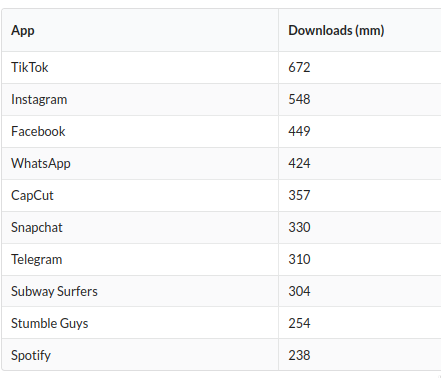 App Downloads (mm)
TikTok 672
Instagram 548
Facebook 449
WhatsApp 424
CapCut 357
Snapchat 330
Telegram 310
Subway Surfers 304
Stumble Guys 254
Spotify 238